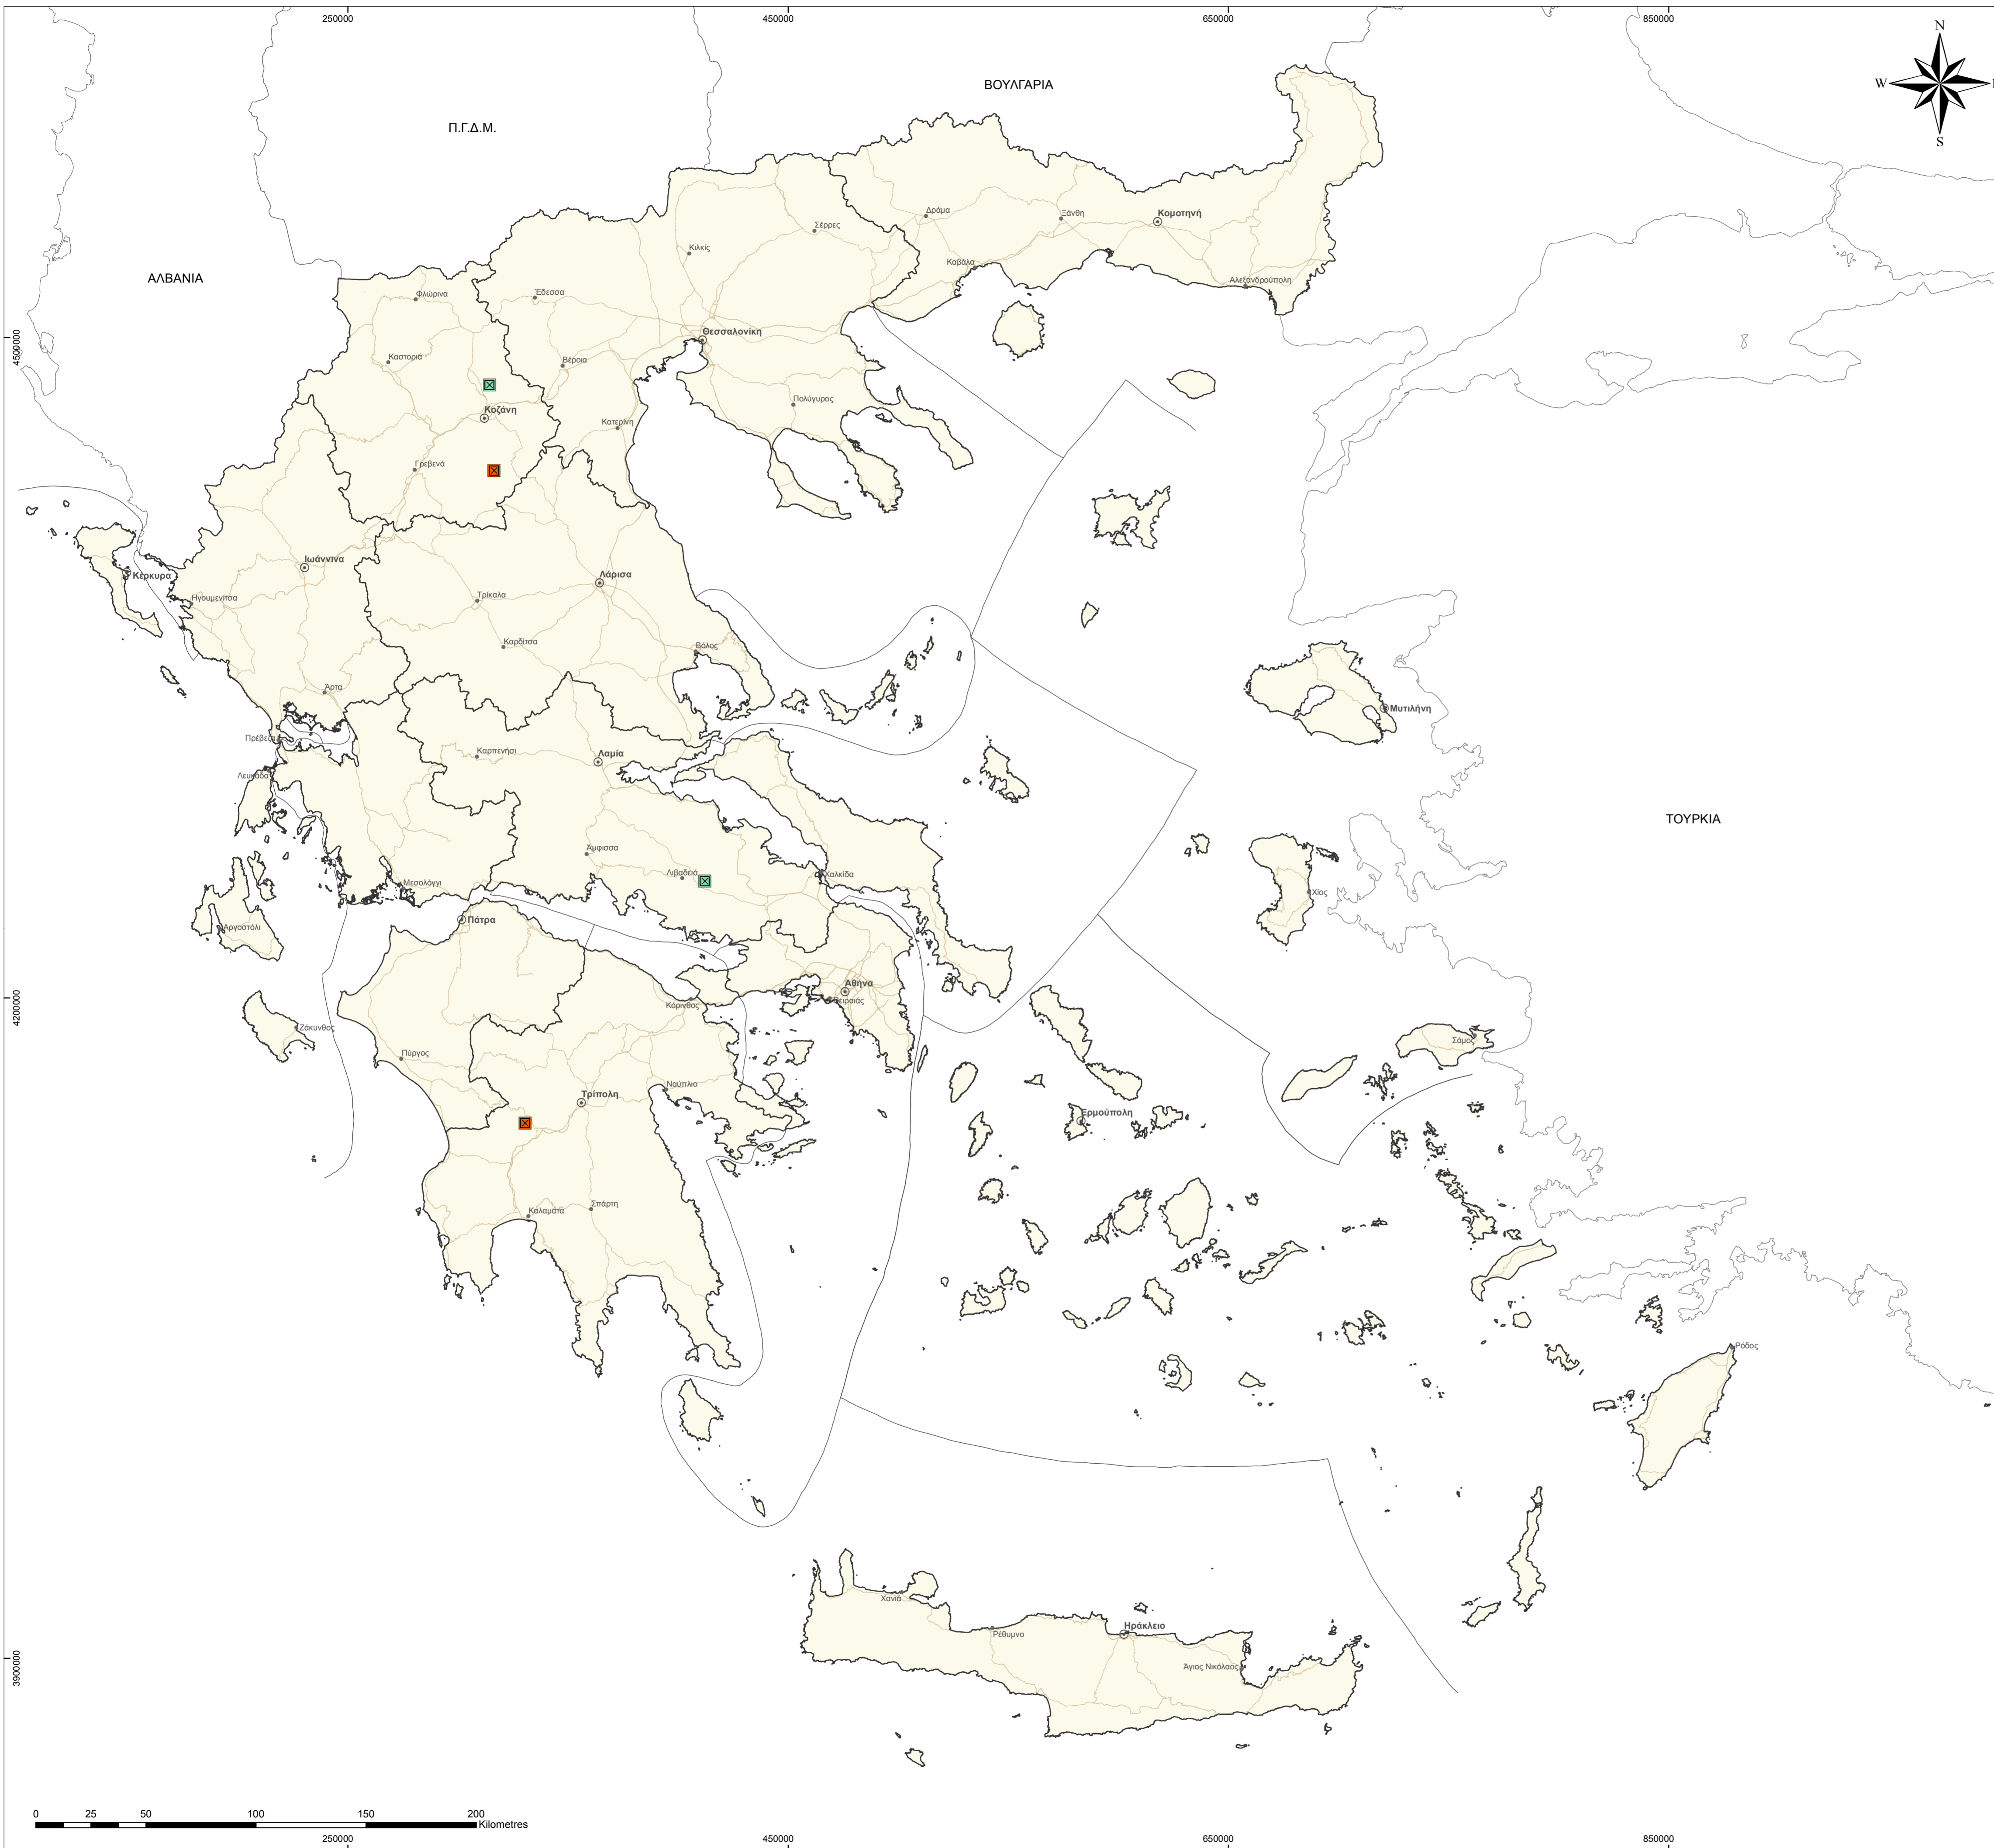 250000
450000
650000
850000
N
ΒΟΥΛΓΑΡΙΑ
W
S
Π.Γ.Δ.Μ.
Δράμα
Ξάνθη
Κομοτηνή
Σέρρες
Κιλκίς
Καβάλα
ΑΛΒΑΝΙΑ
Αλεξανδρούπολη
Φλώρινα
Έδεσσα
Θεσσαλονίκη
4500000
Καστοριά
Βέροια
Πολύγυρος
Κοζάνη
Κατερίνη
Γρεβενά
Ιωάννινα
Κέρκυρα
Λάρισα
Ηγουμενίτσα
Τρίκαλα
Καρδίτσα
Βόλος
Άρτα
Μυτιλήνη
Πρέβεζα
Καρπενήσι
Λαμία
Λευκάδα
ΤΟΥΡΚΙΑ
Άμφισσα
Λιβαδειά
Χαλκίδα
Μεσολόγγι
Χίος
Πάτρα
Αργοστόλι
Αθήνα
4200000
Πειραιάς
Κόρινθος
Ζάκυνθος
Σάμος
Πύργος
Ναύπλιο
Τρίπολη
Ερμούπολη
Σπάρτη
Καλαμάτα
Ρόδος
Χανιά
Ηράκλειο
Ρέθυμνο
3900000
Άγιος Νικόλαος
0 25 50 100 150 200
Kilometres
250000
450000
650000
850000